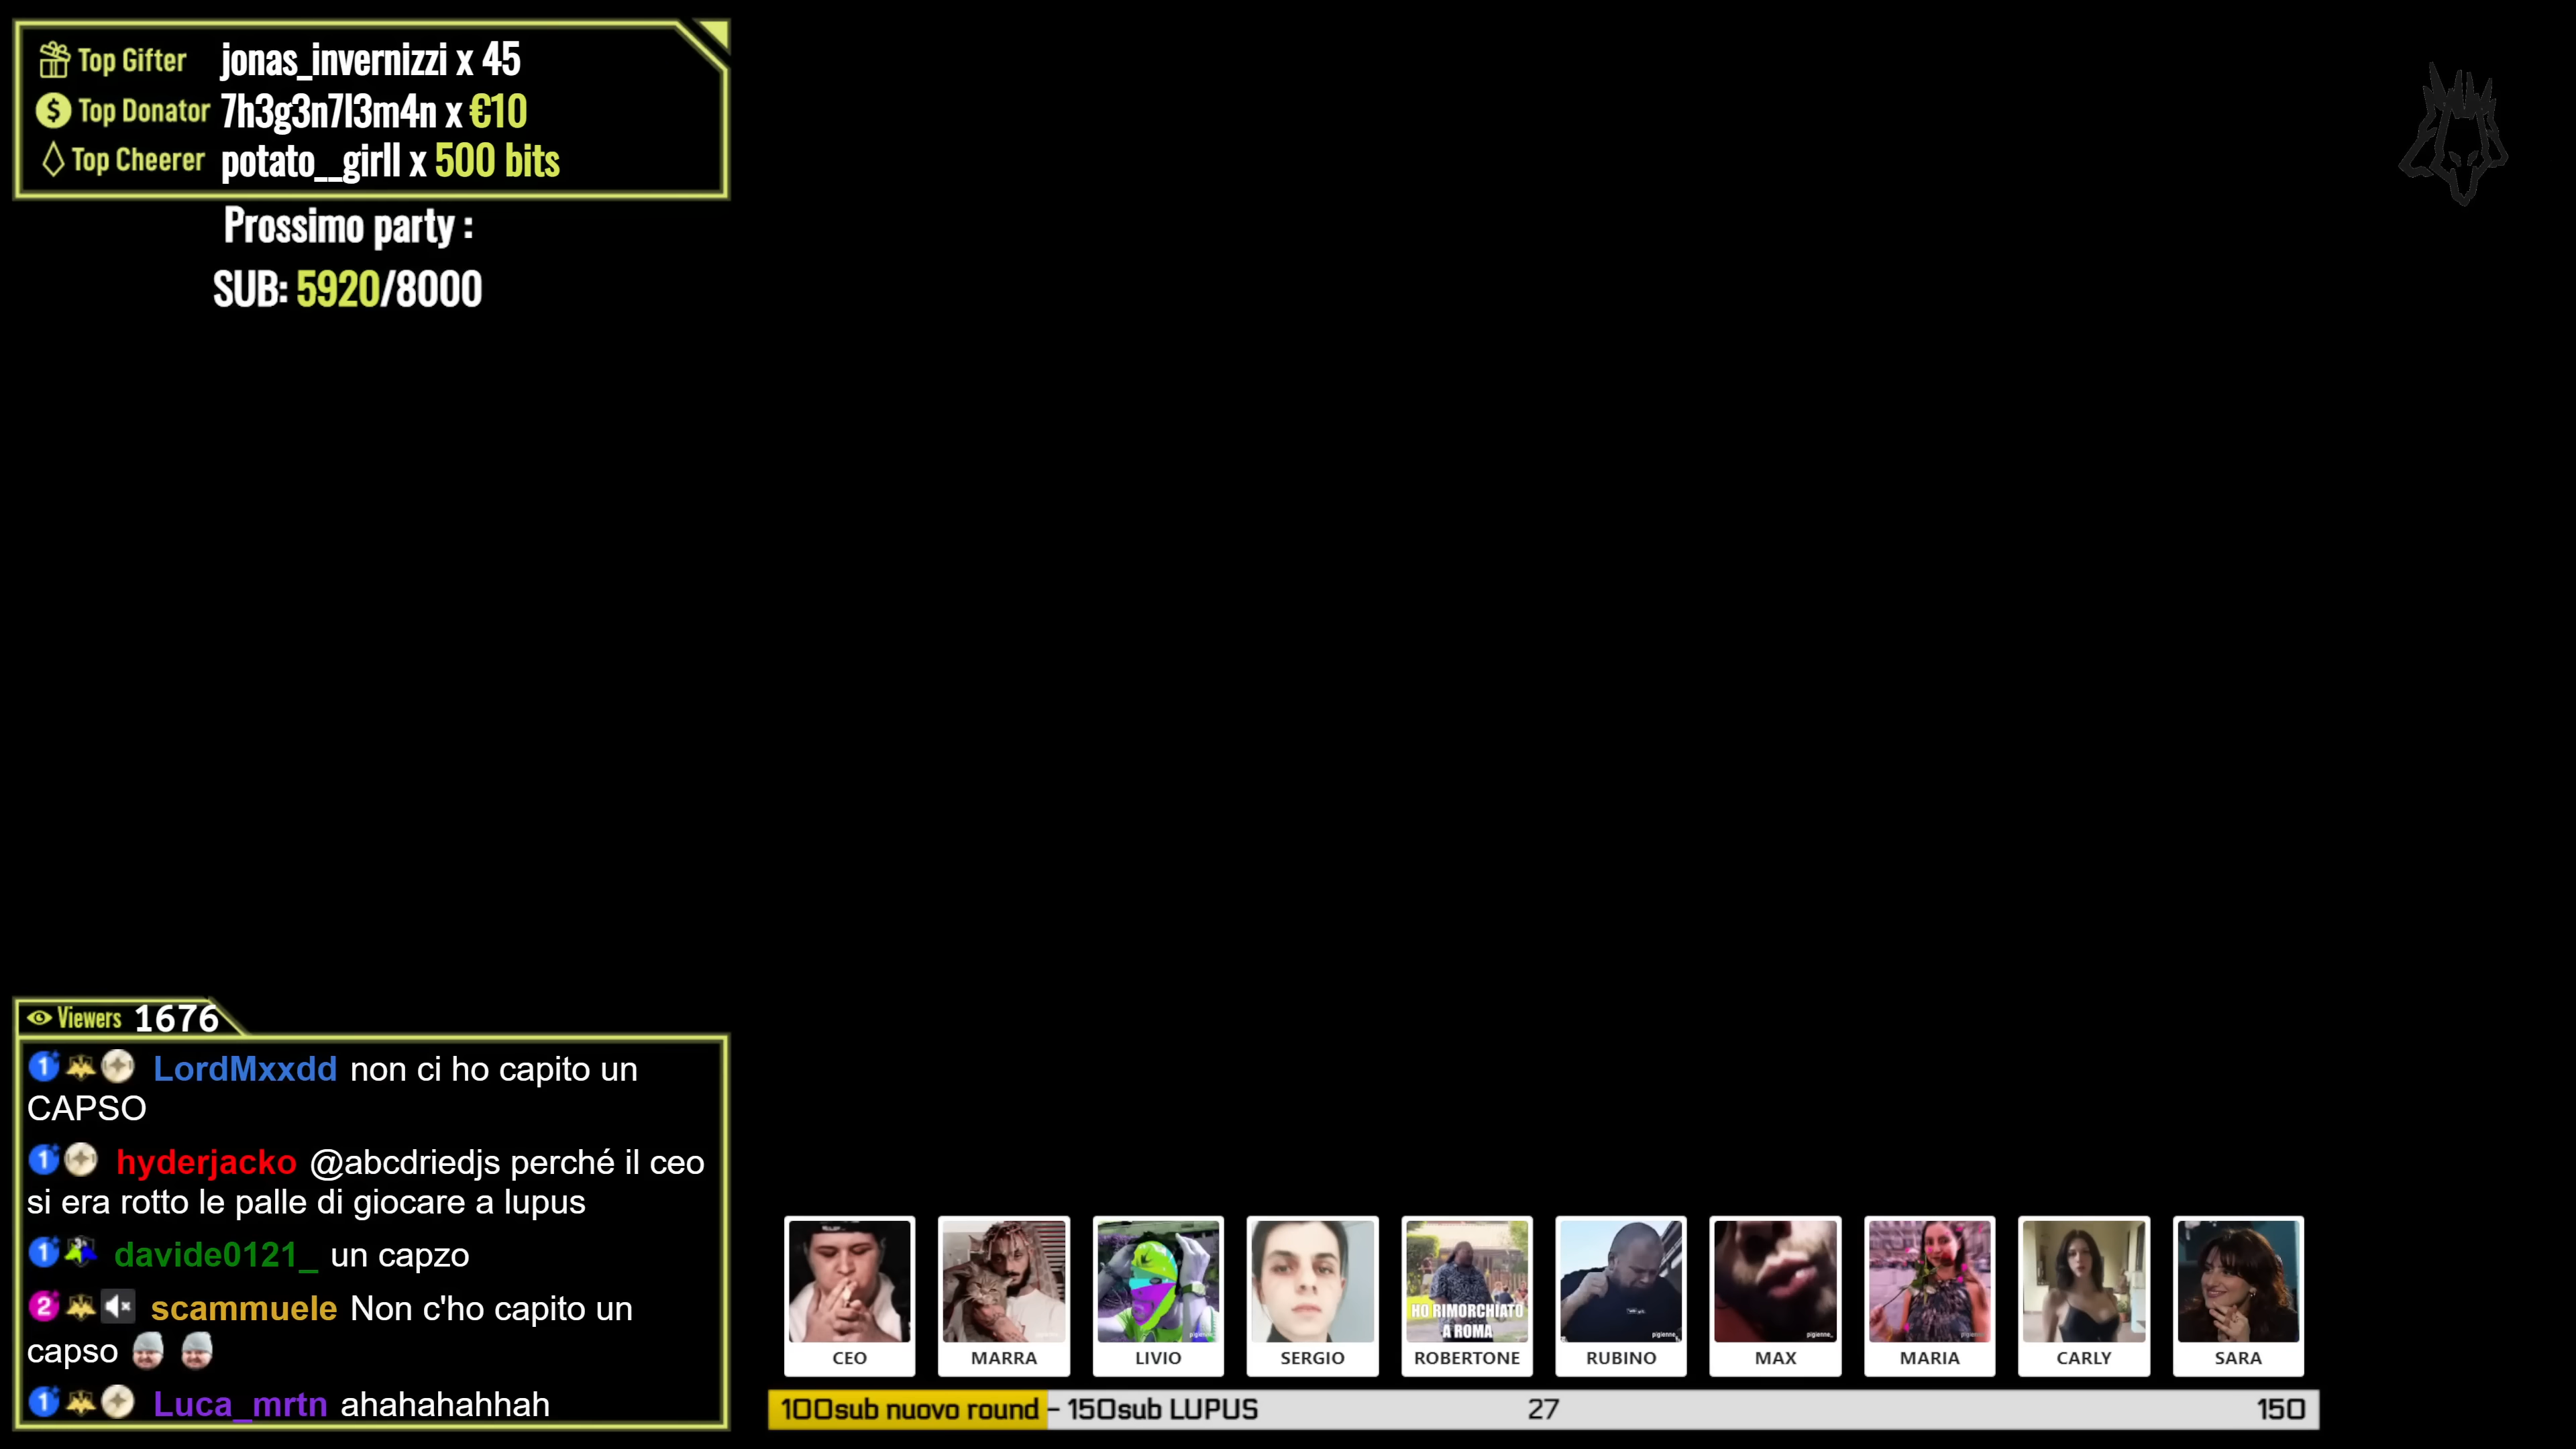 Top Gifter jonas_invernizzi x 45
Top Donator 7h3g3n7l3m4n x €10
Top Cheerer potato__girll x 500 bits
Prossimo party :
SUB: 5920/8000
Viewers 1676
LordMxxdd non ci ho capito un
CAPSO
hyderjacko @abcdriedjs perché il ceo
si era rotto le palle di giocare a lupus
davide0121_ un capzo
scammuele Non c'ho capito un
capso
Luca_mrtn ahahahahhah
HO RIMORCHIATO
A ROMA
CEO MARRA LIVIO SERGIO ROBERTONE RUBINO MAX MARIA CARLY SARA
100sub nuovo round - 150sub LUPUS 27 150